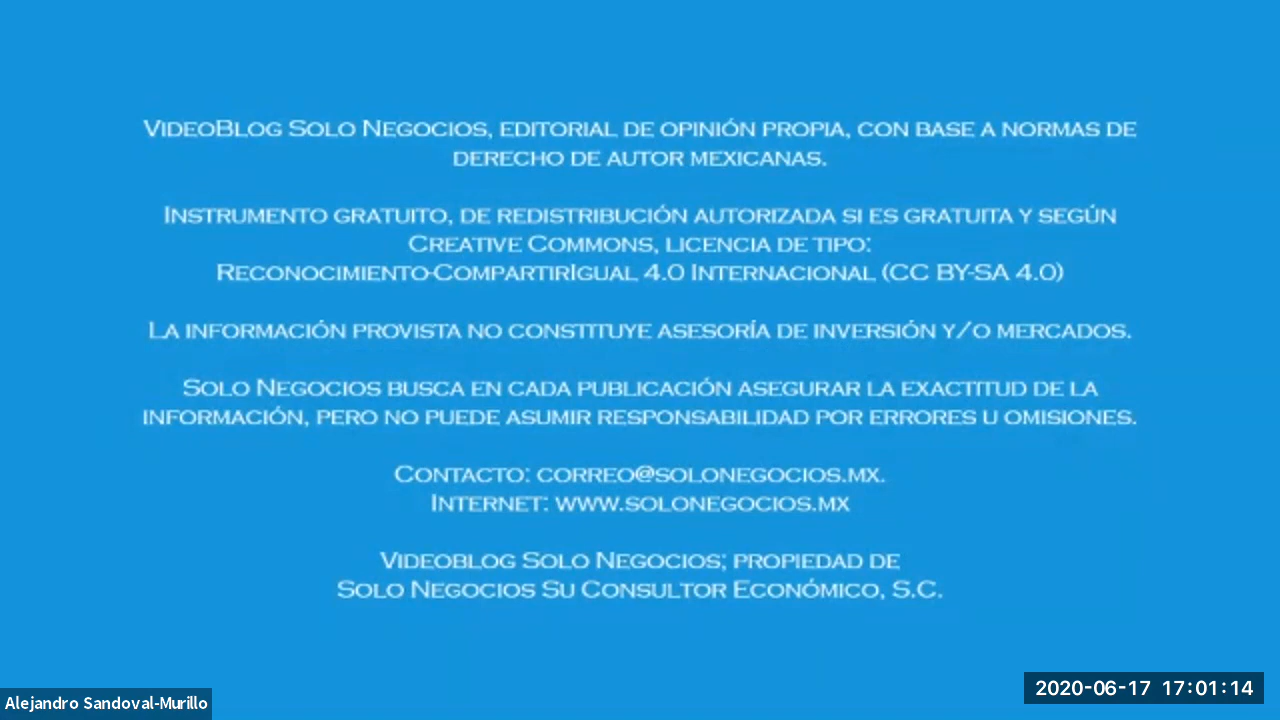 VideoBlog Solo Negocios, editorial de opinión propia, con base a normas de
derecho de autor mexicanas.
Instrumento gratuito, de redistribución autorizada si es gratuita y según
Creative Commons, licencia de tipo:
Reconocimiento-CompartirIgual 4.0 Internacional (CC BY-SA 4.0)
La información provista no constituye asesoría de inversión y/o mercados.
Solo Negocios busca en cada publicación asegurar la exactitud de la
información, pero no puede asumir responsabilidad por errores u omisiones.
Contacto: correo@solonegocios.mx.
Internet: www.solonegocios.mx
Videoblog Solo Negocios; propiedad de
Solo Negocios Su Consultor Económico, S.C.
Alejandro Sandoval-Murillo
2020-06-17 17:01:14